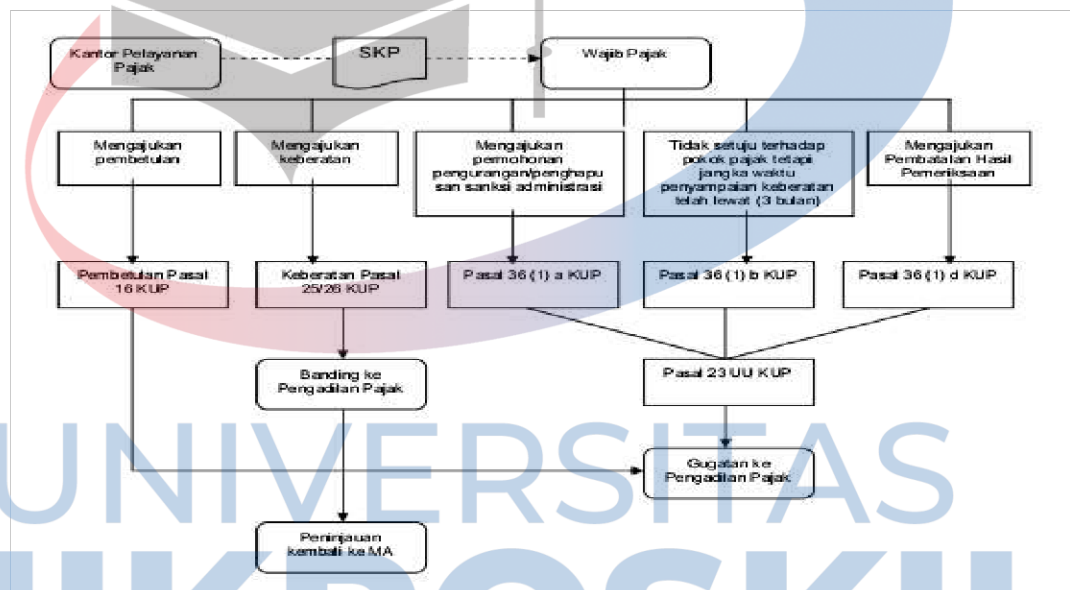 Kantor Pelayanan
Pajak
SKP
Wajib Pajak
Mengajukan
pembetulan
Mengajukan
keberatan
Mengajukan
permohonan
pengurangan/penghapu
san sanksi administrasi
Tidak setuju terhadap
pokok pajak tetapi
jangka waktu
penyampaian keberatan
telah lewat (3 bulan)
Mengajukan
Pembatalan Hasil
Pemeriksaan
Pembetulan Pasal
16 KUP
Keberatan Pasal
25/26 KUP
Pasal 36 (1) a KUP
Pasal 36 (1) b KUP
Pasal 36 (1) d KUP
Banding ke
Pengadilan Pajak
Pasal 23 UU KUP
Gugatan ke
Pengadilan Pajak
Peninjauan
kembali ke MA
UNIVERSITAS